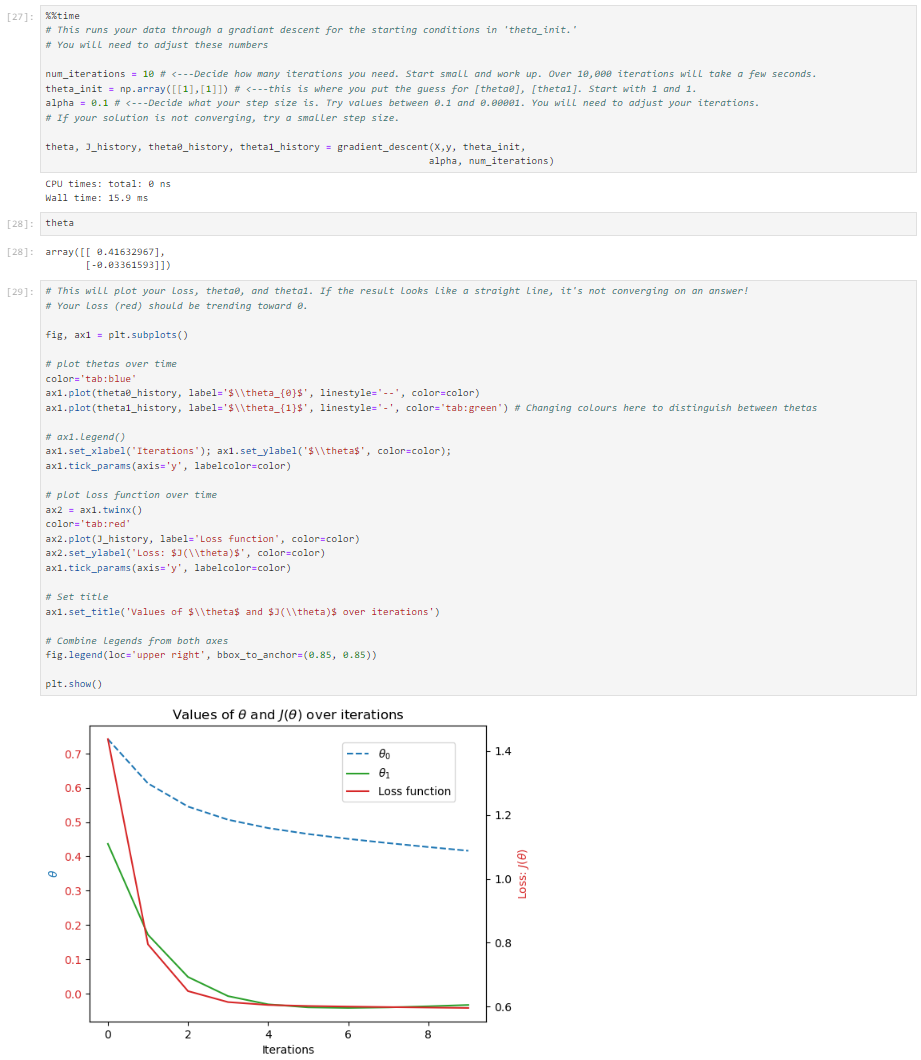 [27]: %%time
# This runs your data through a gradiant descent for the starting conditions in 'theta_init.'
# You will need to adjust these numbers
num_iterations = 10 # <---Decide how many iterations you need. Start small and work up. Over 10,000 iterations will take a few seconds.
theta_init = np.array([[1],[1]]) # <---this is where you put the guess for [theta0], [theta1]. Start with 1 and 1.
alpha = 0.1 # <---Decide what your step size is. Try values between 0.1 and 0.00001. You will need to adjust your iterations.
# If your solution is not converging, try a smaller step size.
theta, J_history, theta0_history, theta1_history = gradient_descent(X,y, theta_init,
alpha, num_iterations)
CPU times: total: 0 ns
Wall time: 15.9 ms
[28]: theta
[28]: array([[ 0.41632967],
[-0.03361593]])
[29]: # This will plot your loss, theta0, and theta1. If the result looks like a straight line, it's not converging on an answer!
# Your loss (red) should be trending toward 0.
fig, ax1 = plt.subplots()
# plot thetas over time
color='tab:blue'
ax1.plot(theta0_history, label='$\\theta_{0}$', linestyle='--', color=color)
ax1.plot(theta1_history, label='$\\theta_{1}$', linestyle='-', color='tab:green') # Changing colours here to distinguish between thetas
# ax1.legend()
ax1.set_xlabel('Iterations'); ax1.set_ylabel('$\\theta$', color=color);
ax1.tick_params(axis='y', labelcolor=color)
# plot loss function over time
ax2 = ax1.twinx()
color='tab:red'
ax2.plot(J_history, label='Loss function', color=color)
ax2.set_ylabel('Loss: $J(\\theta)$', color=color)
ax1.tick_params(axis='y', labelcolor=color)
# Set title
ax1.set_title('Values of $\\theta$ and $J(\\theta)$ over iterations')
# Combine legends from both axes
fig.legend(loc='upper right', bbox_to_anchor=(0.85, 0.85))
plt.show()
Values of θ and J(θ) over iterations
θ
0.7
0.6
0.5
0.4
0.3
0.2
0.1
0.0
θ0
θ1
Loss function
1.4
1.2
1.0
0.8
0.6
Loss: J(θ)
0 2 4 6 8
Iterations